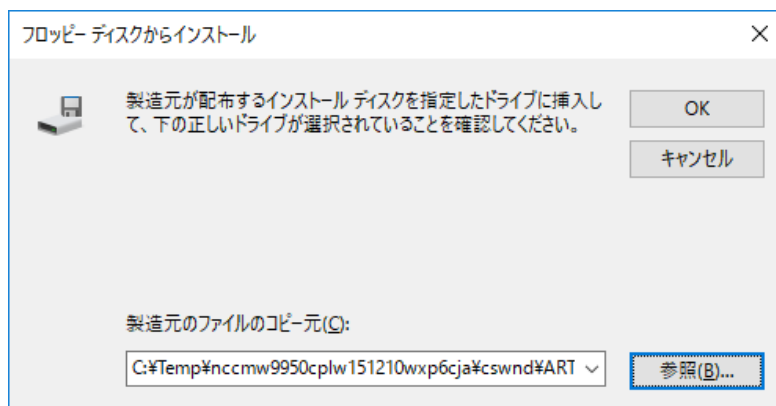 フロッピー ディスクからインストール
製造元が配布するインストール ディスクを指定したドライブに挿入し
て、下の正しいドライブが選択されていることを確認してください。
OK
キャンセル
製造元のファイルのコピー元(C):
C:¥Temp¥nccmw9950cplw151210wxp6cja¥cswnd¥ART
参照(B)...